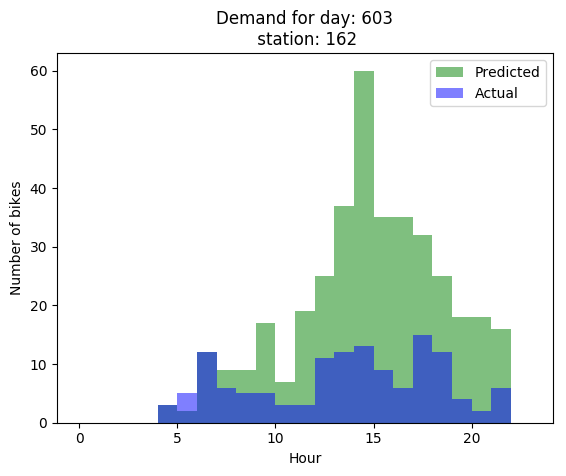 Demand for day: 603
station: 162
Predicted
Actual
Number of bikes
60
50
40
30
20
10
0
0
5
10
15
20
Hour